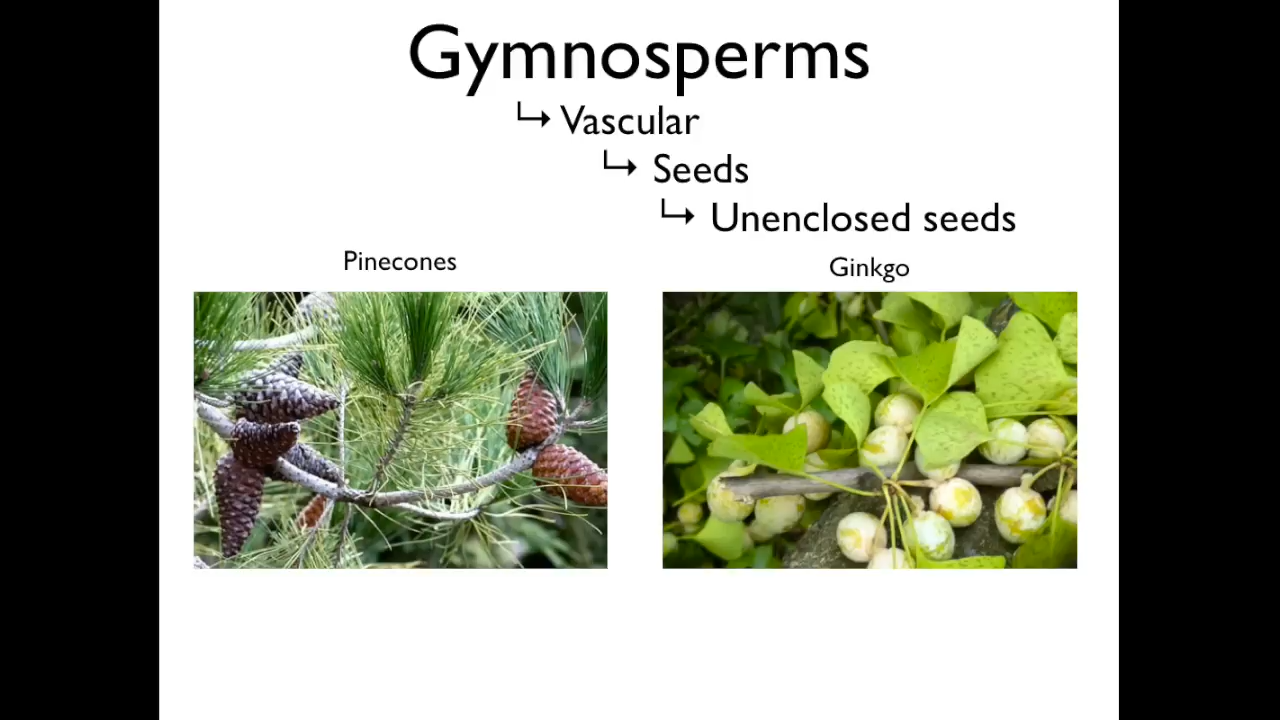 Gymnosperms
↳ Vascular
↳ Seeds
↳ Unenclosed seeds
Pinecones
Ginkgo